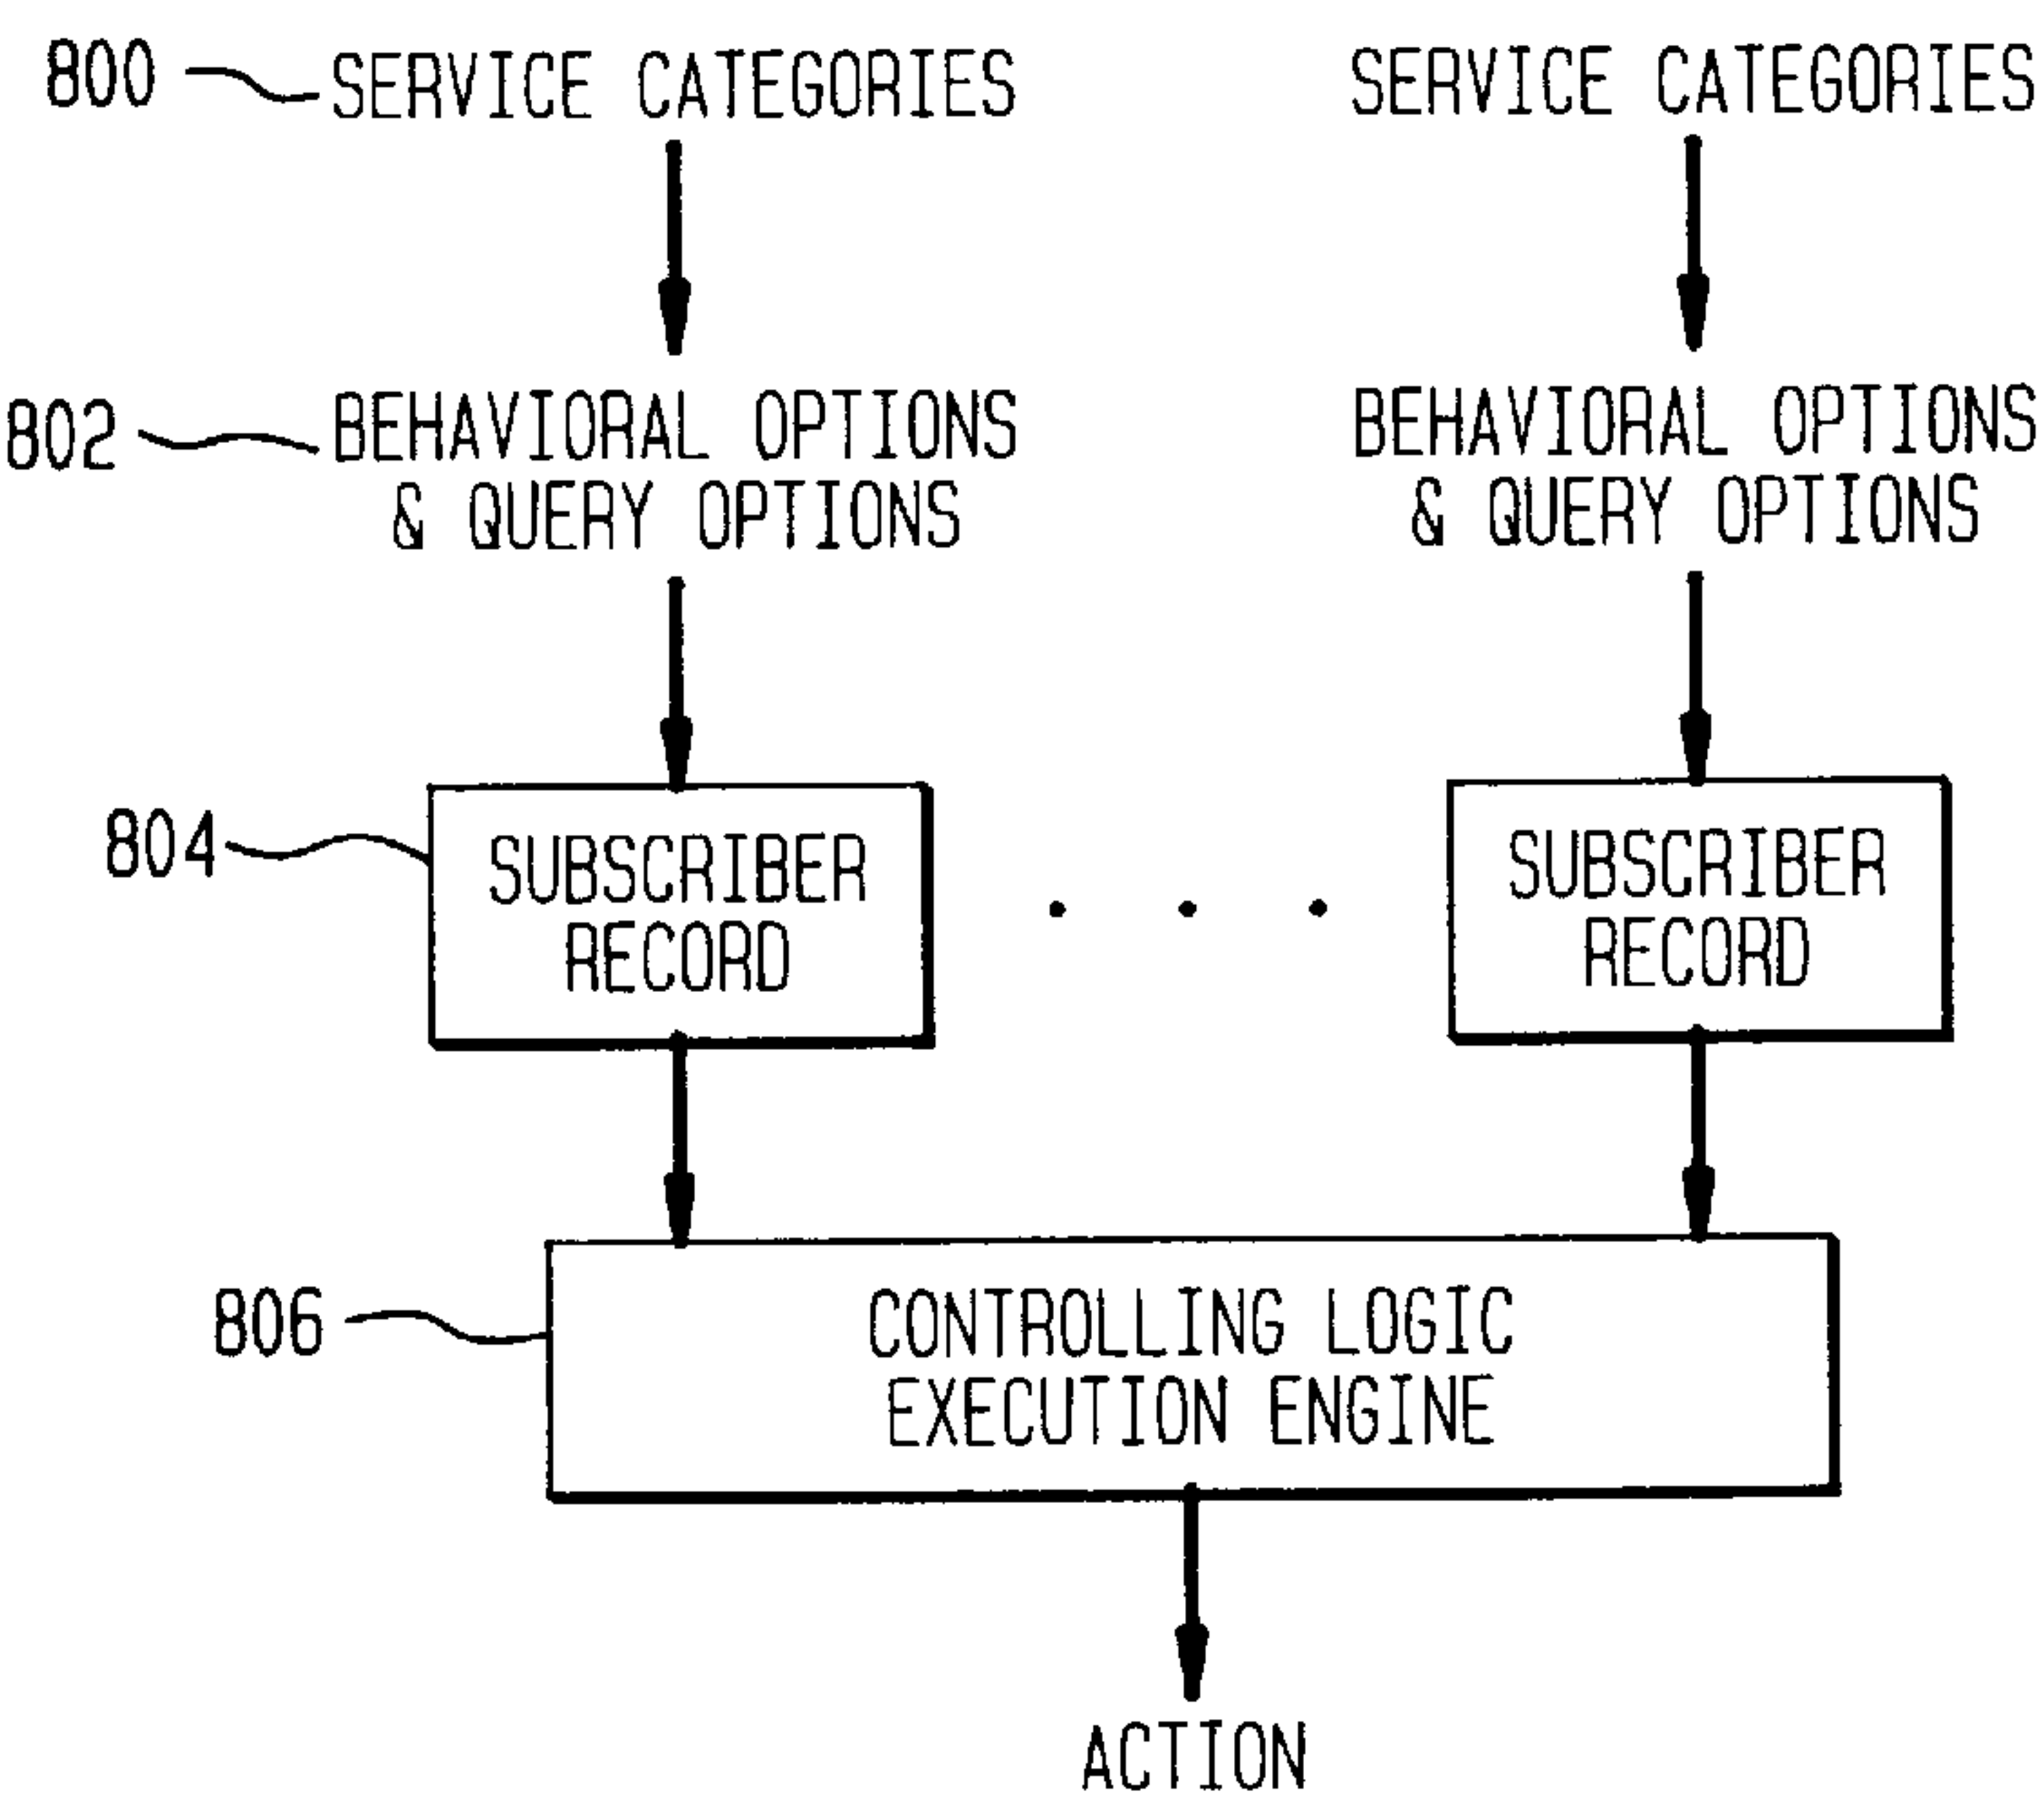 800 SERVICE CATEGORIES SERVICE CATEGORIES
802 BEHAVIORAL OPTIONS BEHAVIORAL OPTIONS
& QUERY OPTIONS & QUERY OPTIONS
804 SUBSCRIBER SUBSCRIBER
RECORD RECORD
806 CONTROLLING LOGIC
EXECUTION ENGINE
ACTION